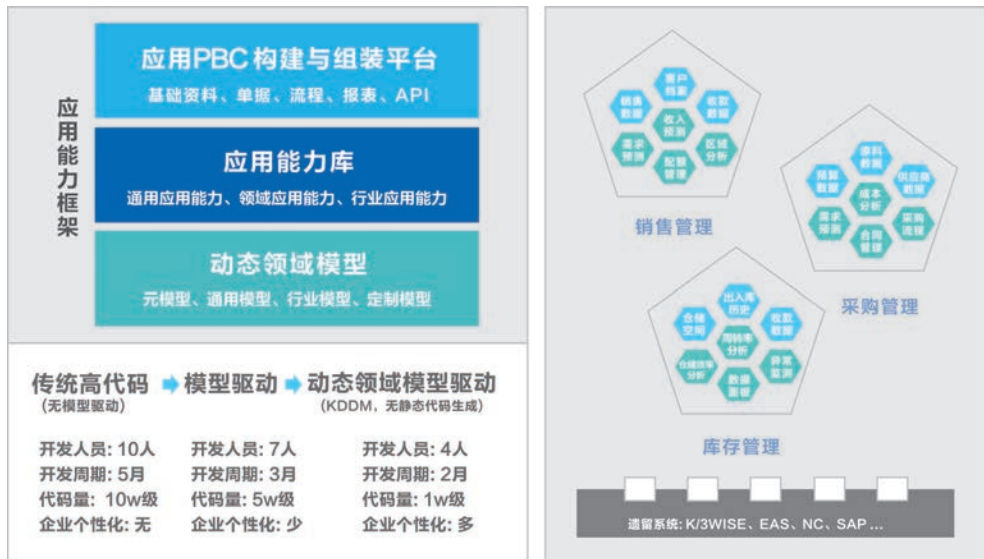 应用能力框架
应用PBC构建与组装平台
基础资料、单据、流程、报表、API
应用能力库
通用应用能力、领域应用能力、行业应用能力
动态领域模型
元模型、通用模型、行业模型、定制模型
传统高代码
(无模型驱动)
模型驱动
动态领域模型驱动
(KDDM, 无静态代码生成)
开发人员: 10人
开发周期: 5月
代码量: 10w级
企业个性化: 无
开发人员: 7人
开发周期: 3月
代码量: 5w级
企业个性化: 少
开发人员: 4人
开发周期: 2月
代码量: 1w级
企业个性化: 多
客户
档案
销售
数据
收款
数据
收入
预测
需求
预测
区域
分析
配额
管理
销售管理
原料
数据
预算
数据
供应商
数据
成本
分析
需求
预测
采购
流程
合同
管理
采购管理
出入库
历史
仓储
空间
收款
数据
周转率
分析
仓储效率
分析
异常
监测
数据
面板
库存管理
遗留系统: K/3WISE、EAS、NC、SAP ...